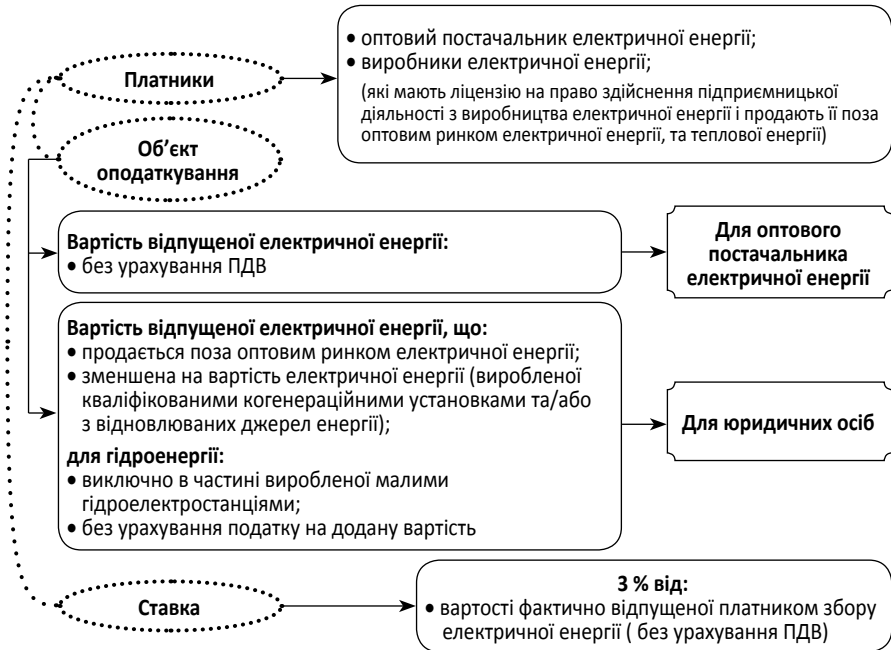 • оптовий постачальник електричної енергії;
• виробники електричної енергії;
(які мають ліцензію на право здійснення підприємницької
діяльності з виробництва електричної енергії і продають її поза
оптовим ринком електричної енергії, та теплової енергії)
Платники
Об’єкт
оподаткування
Вартість відпущеної електричної енергії:
• без урахування ПДВ
Для оптового
постачальника
електричної енергії
Вартість відпущеної електричної енергії, що:
• продається поза оптовим ринком електричної енергії;
• зменшена на вартість електричної енергії (виробленої
кваліфікованими когенераційними установками та/або
з відновлюваних джерел енергії);
для гідроенергії:
• виключно в частині виробленої малими
гідроелектростанціями;
• без урахування податку на додану вартість
Для юридичних осіб
Ставка
3 % від:
• вартості фактично відпущеної платником збору
електричної енергії ( без урахування ПДВ)